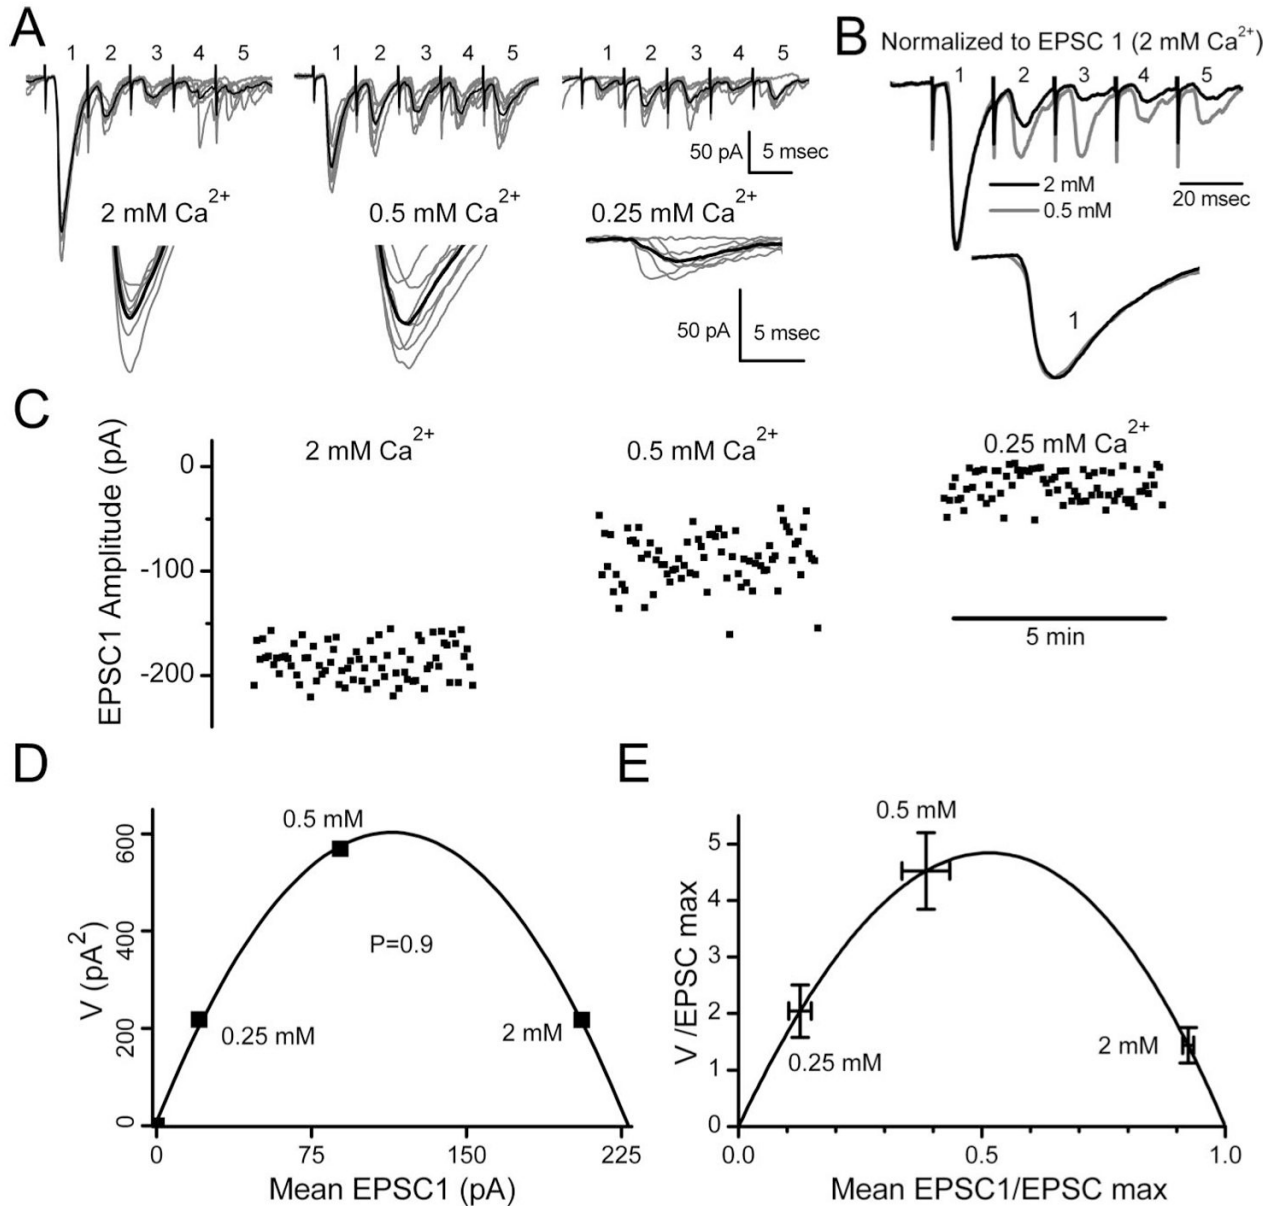 A
1 2 3 4 5
1 2 3 4 5
1 2 3 4 5
50 pA 5 msec
2 mM Ca2+
0.5 mM Ca2+
0.25 mM Ca2+
50 pA 5 msec
B
Normalized to EPSC 1 (2 mM Ca2+)
1 2 3 4 5
2 mM
0.5 mM
20 msec
1
C
EPSC1 Amplitude (pA)
0
-100
-200
2 mM Ca2+
0.5 mM Ca2+
0.25 mM Ca2+
5 min
D
V (pA2)
600
400
200
0
0.5 mM
P=0.9
0.25 mM
2 mM
0 75 150 225
Mean EPSC1 (pA)
E
V /EPSC max
5
4
3
2
1
0
0.5 mM
0.25 mM
2 mM
0.0 0.5 1.0
Mean EPSC1/EPSC max